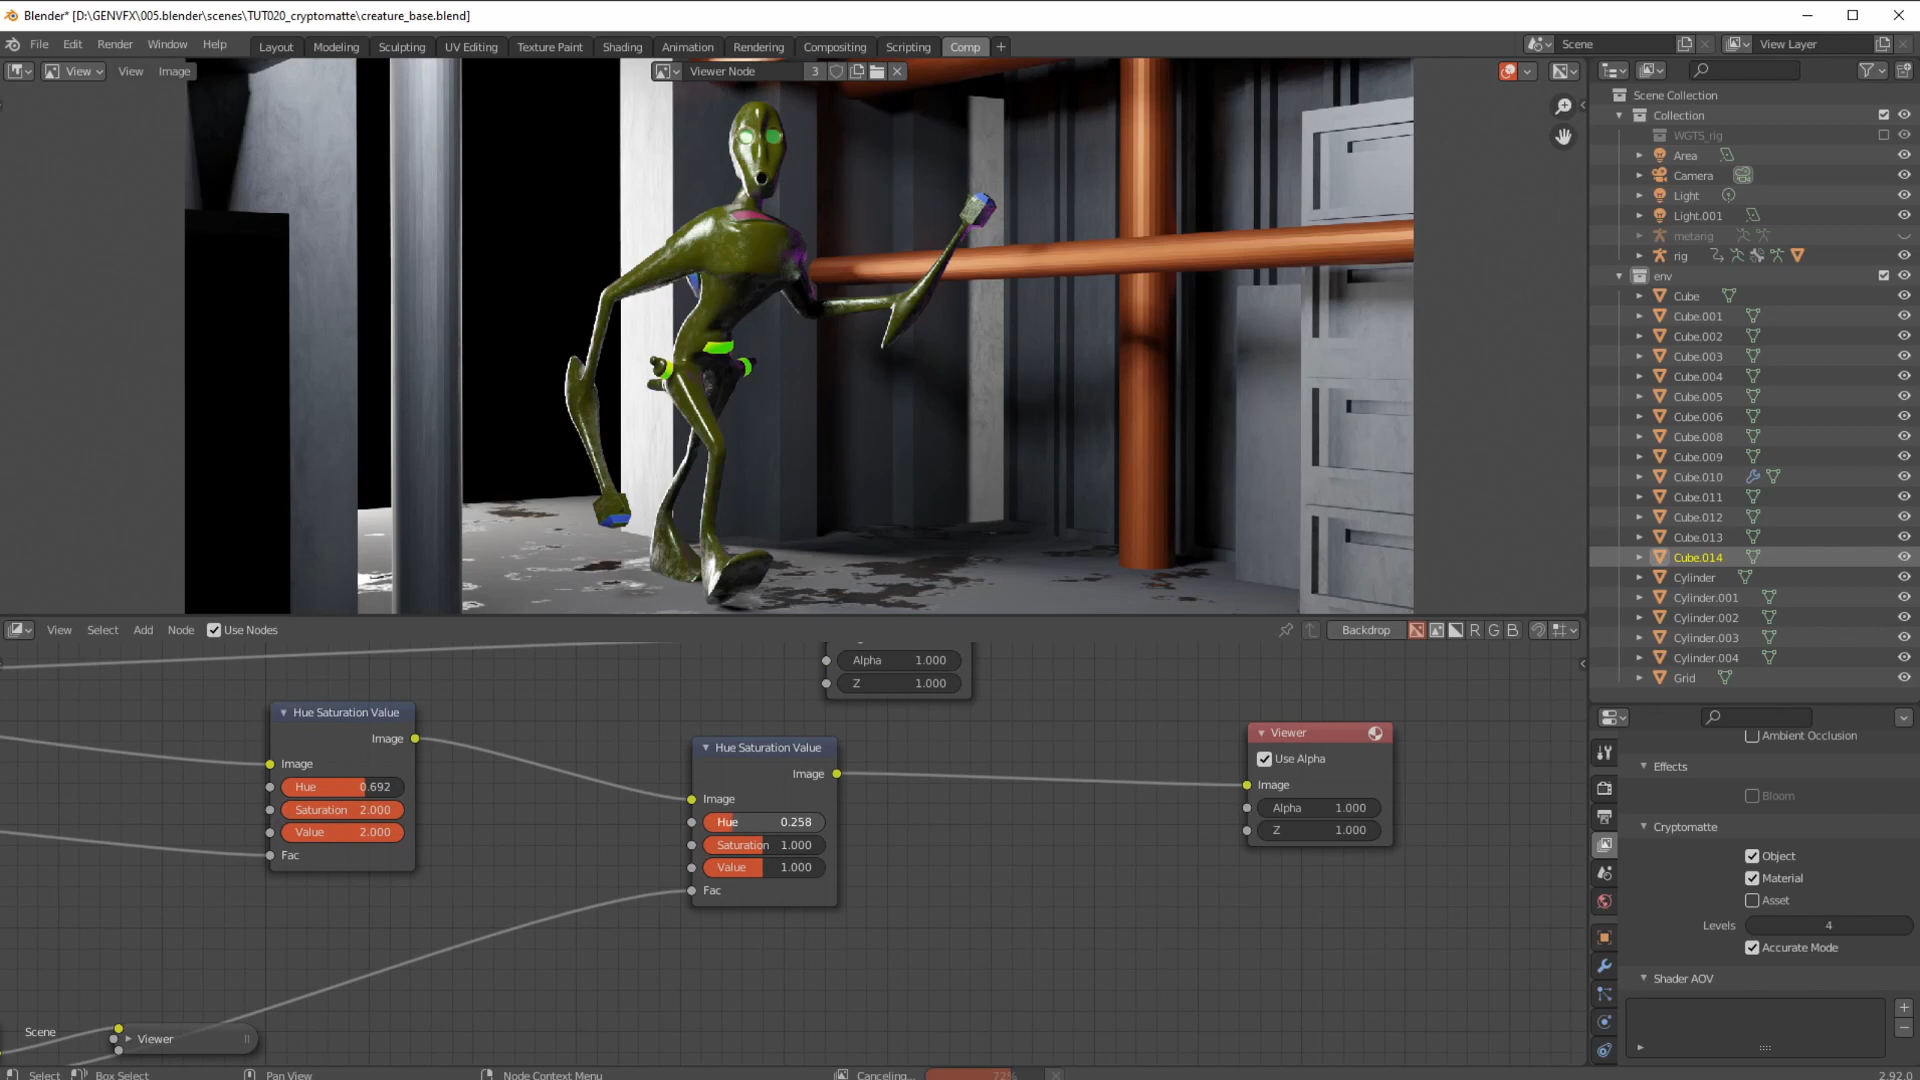 Blender* [D:\GENVFX\005.blender\scenes\TUT020_cryptomatte\creature_base.blend]
File Edit Render Window Help Layout Modeling Sculpting UV Editing Texture Paint Shading Animation Rendering Compositing Scripting Comp + Scene View Layer
View View Image Viewer Node 3
Scene Collection
Collection
WGTS_rig
Area
Camera
Light
Light.001
metarig
rig
env
Cube
Cube.001
Cube.002
Cube.003
Cube.004
Cube.005
Cube.006
Cube.008
Cube.009
Cube.010
Cube.011
Cube.012
Cube.013
Cube.014
Cylinder
Cylinder.001
Cylinder.002
Cylinder.003
Cylinder.004
Grid
View Select Add Node Use Nodes Backdrop R G B
Alpha 1.000
Z 1.000
Hue Saturation Value
Image
Image
Hue 0.692
Saturation 2.000
Value 2.000
Fac
Hue Saturation Value
Image
Image
Hue 0.258
Saturation 1.000
Value 1.000
Fac
Viewer
Use Alpha
Image
Alpha 1.000
Z 1.000
Scene
Viewer
Ambient Occlusion
Effects
Bloom
Cryptomatte
Object
Material
Asset
Levels 4
Accurate Mode
Shader AOV
Select Box Select Pan View Node Context Menu Canceling... 72% 2.92.0